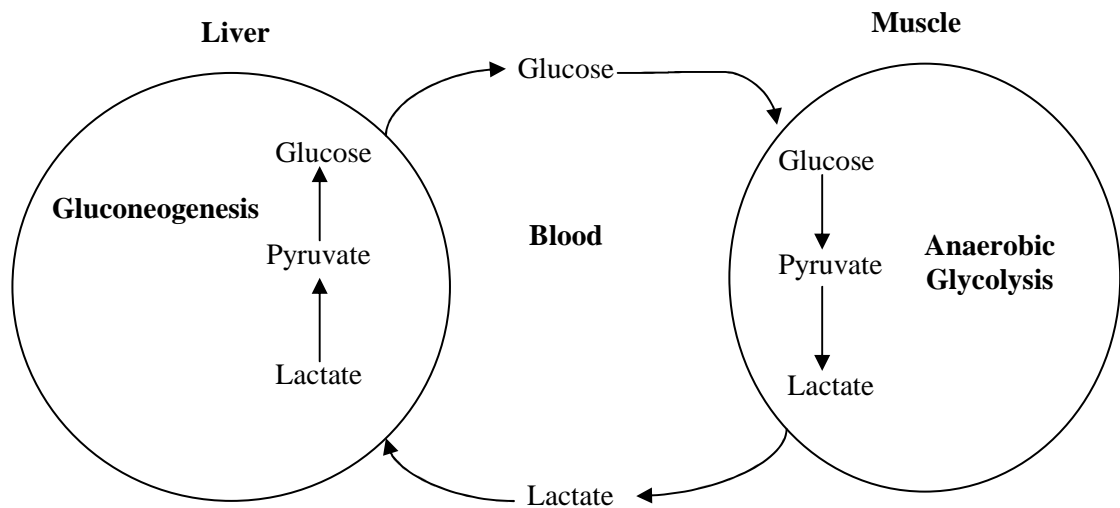 Liver
Muscle
Glucose
Glucose
Glucose
Gluconeogenesis
Blood
Pyruvate
Pyruvate
Anaerobic
Glycolysis
Lactate
Lactate
Lactate